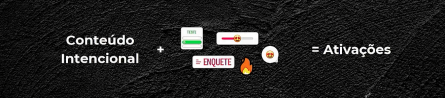 Conteúdo
Intencional
+
ENQUETE
= Ativações